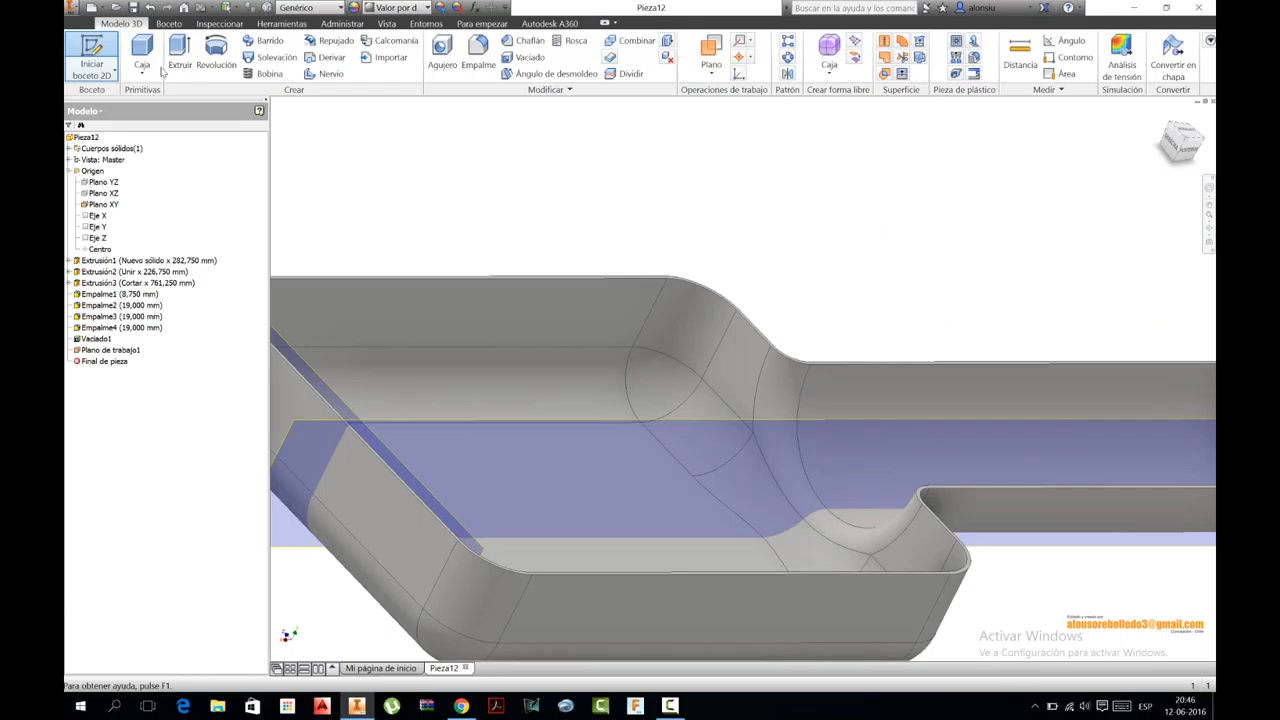 Genérico
Valor por d
Pieza12
Buscar en la ayuda y los comanc
alonsiu
Modelo 3D
Boceto
Inspeccionar
Herramientas
Administrar
Vista
Entornos
Para empezar
Autodesk A360
Iniciar
boceto 2D
Caja
Extruir
Revolución
Barrido
Solevación
Bobina
Repujado
Derivar
Nervio
Calcomanía
Importar
Agujero
Empalme
Chaflán
Vaciado
Ángulo de desmoldeo
Rosca
Combinar
Dividir
Plano
Caja
Distancia
Ángulo
Contorno
Área
Análisis
de tensión
Convertir en
chapa
Boceto
Primitivas
Crear
Modificar
Operaciones de trabajo
Patrón
Crear forma libre
Superficie
Pieza de plástico
Medir
Simulación
Convertir
Modelo
Pieza12
Cuerpos sólidos(1)
Vista: Master
Origen
Plano YZ
Plano XZ
Plano XY
Eje X
Eje Y
Eje Z
Centro
Extrusión1 (Nuevo sólido x 282,750 mm)
Extrusión2 (Unir x 226,750 mm)
Extrusión3 (Cortar x 761,250 mm)
Empalme1 (8,750 mm)
Empalme2 (19,000 mm)
Empalme3 (19,000 mm)
Empalme4 (19,000 mm)
Vaciado1
Plano de trabajo1
Final de pieza
Editado y creado por
alonsorebolledo3@gmail.com
Concepción - Chile
Activar Windows
Ve a Configuración para activar Windows.
Mi página de inicio
Pieza12
Para obtener ayuda, pulse F1.
1 1
ESP
20:46
12-06-2016